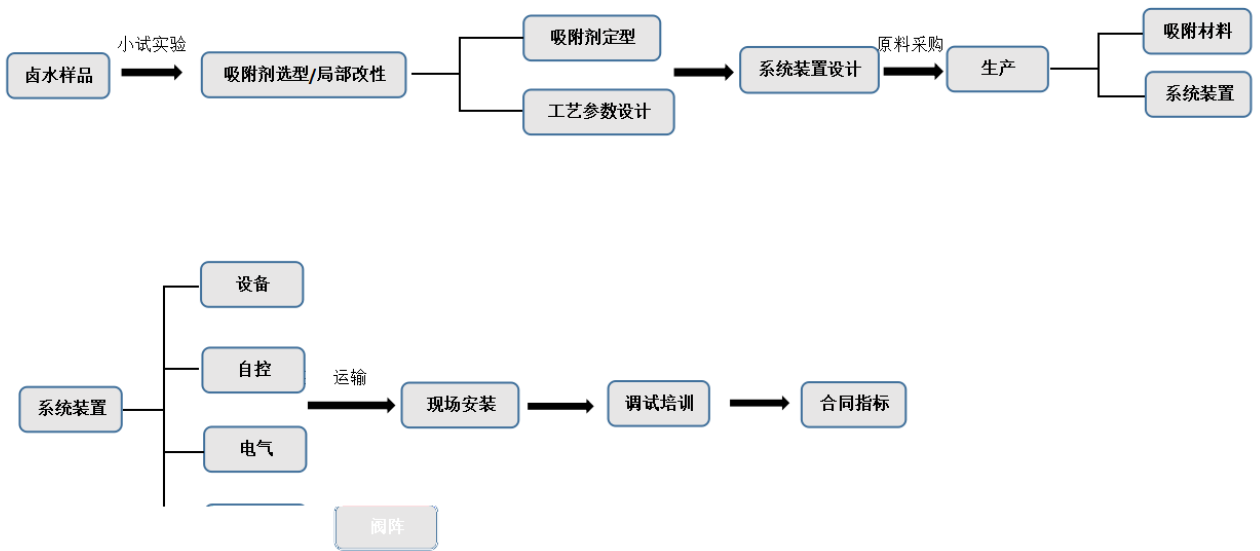 小试实验
卤水样品
吸附剂选型/局部改性
吸附剂定型
工艺参数设计
系统装置设计
原料采购
生产
吸附材料
系统装置
系统装置
设备
自控
电气
阀阵
运输
现场安装
调试培训
合同指标